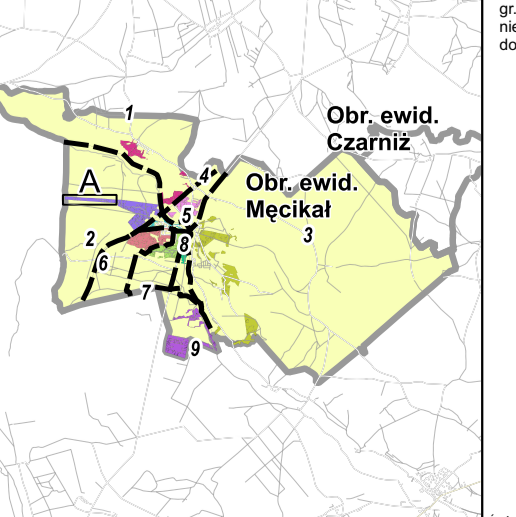 gr.
nie
do
1
Obr. ewid.
Czarniż
4
A
Obr. ewid.
Męcikał
5
2
3
8
6
7
9